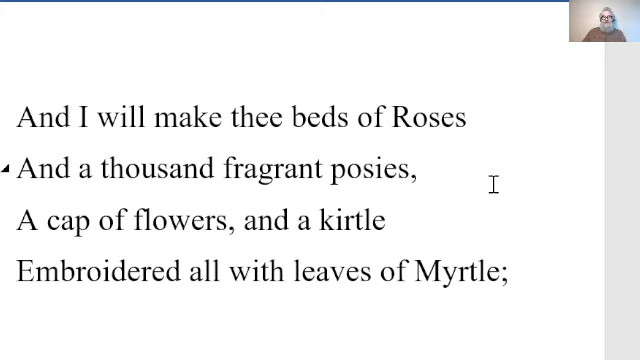 And I will make thee beds of Roses
And a thousand fragrant posies,
A cap of flowers, and a kirtle
Embroidered all with leaves of Myrtle;